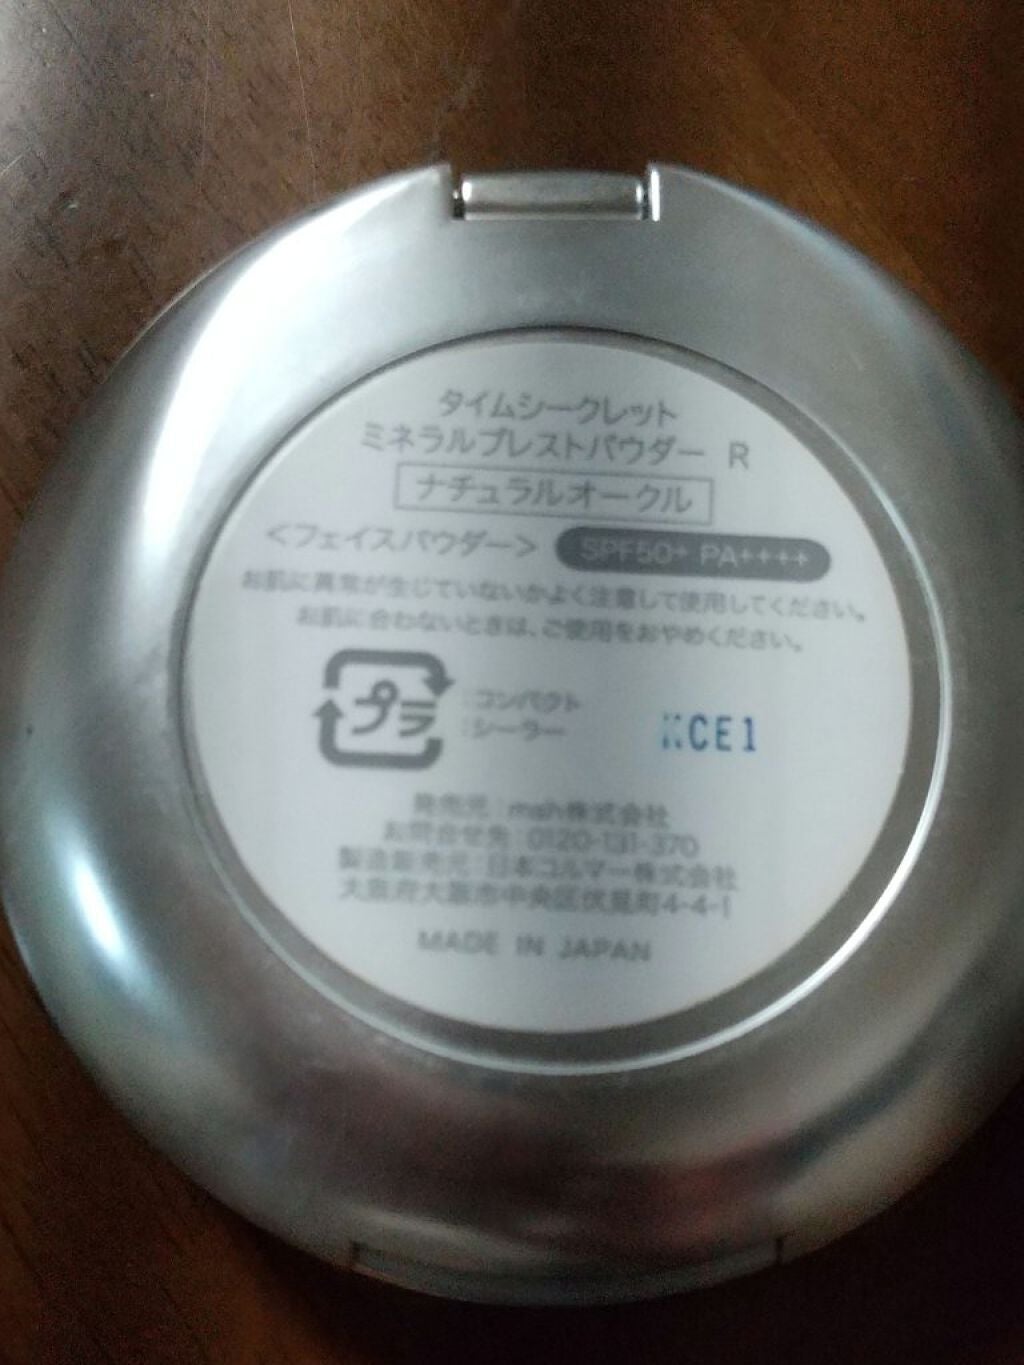 タイムシークレット
ミネラルプレストパウダー R
ナチュラルオークル
＜フェイスパウダー＞ SPF50+ PA++++
お肌に異常が生じていないかよく注意して使用してください。
お肌に合わないときは、ご使用をおやめください。
プラ :コンパクト
:シーラー
KCE1
発売元:msh株式会社
お問合せ先:0120-131-370
製造販売元:日本コルマー株式会社
大阪府大阪市中央区伏見町4-4-1
MADE IN JAPAN